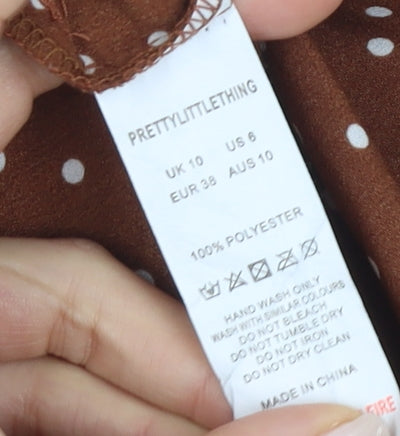 PRETTYLITTLETHING
UK 10 US 6
EUR 38 AUS 10
100% POLYESTER
HAND WASH ONLY
WASH WITH SIMILAR COLOURS
DO NOT BLEACH
DO NOT TUMBLE DRY
DO NOT IRON
DO NOT DRY CLEAN
MADE IN CHINA
FIRE